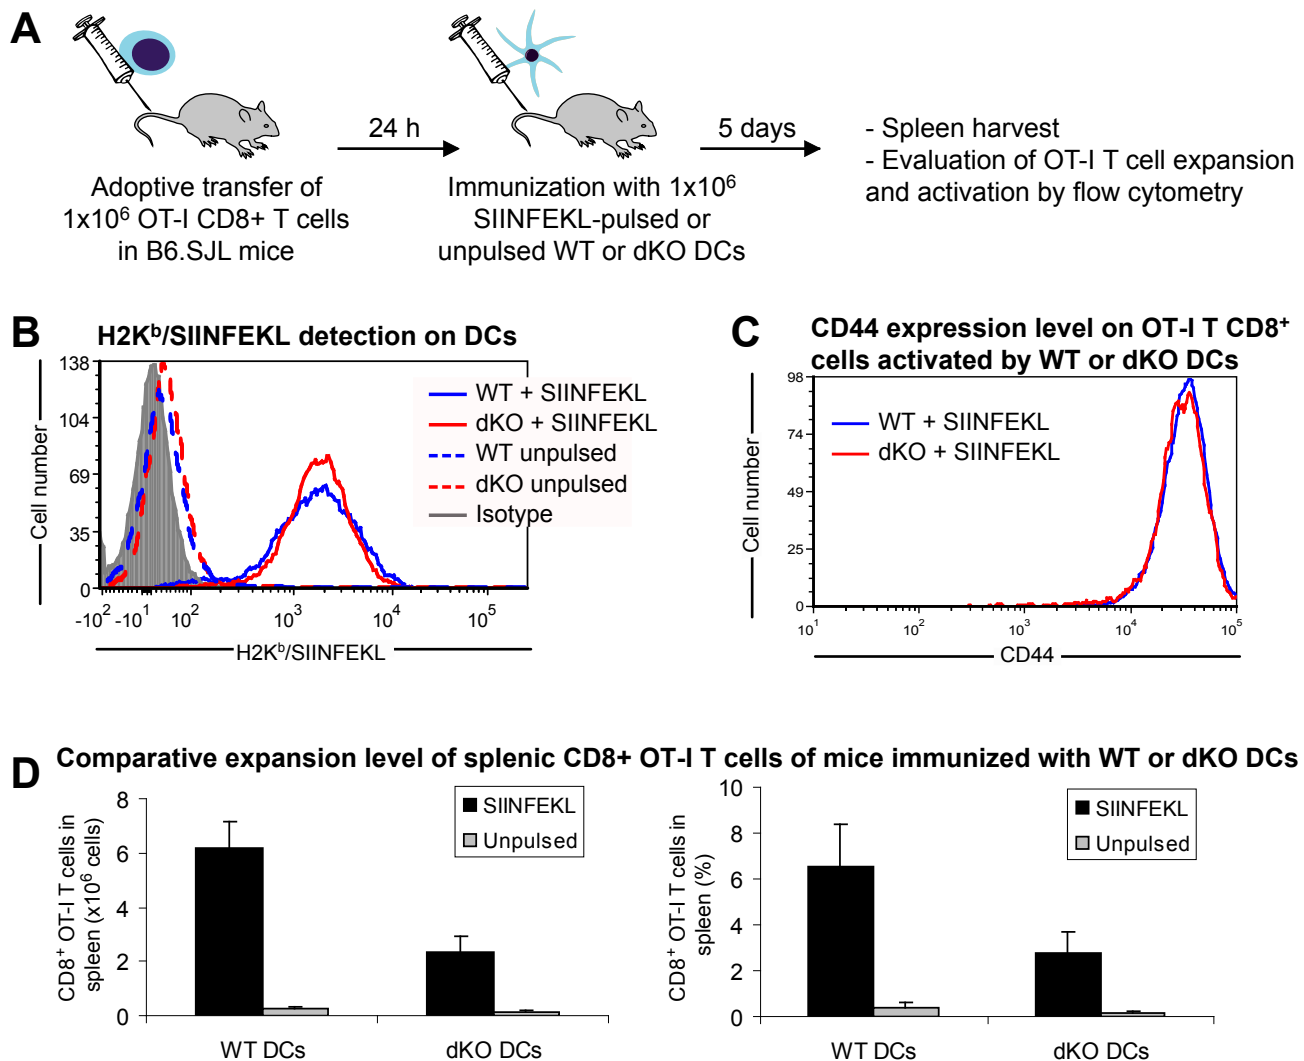 A
24 h
5 days
Adoptive transfer of
1x10⁶ OT-I CD8+ T cells
in B6.SJL mice
Immunization with 1x10⁶
SIINFEKL-pulsed or
unpulsed WT or dKO DCs
- Spleen harvest
- Evaluation of OT-I T cell expansion
and activation by flow cytometry
B
H2Kᵇ/SIINFEKL detection on DCs
Cell number
138
104
69
35
0
-10² -10¹ 10² 10³ 10⁴ 10⁵
H2Kᵇ/SIINFEKL
WT + SIINFEKL
dKO + SIINFEKL
WT unpulsed
dKO unpulsed
Isotype
C
CD44 expression level on OT-I T CD8⁺
cells activated by WT or dKO DCs
Cell number
98
74
49
25
0
10¹ 10² 10³ 10⁴ 10⁵
CD44
WT + SIINFEKL
dKO + SIINFEKL
D
Comparative expansion level of splenic CD8+ OT-I T cells of mice immunized with WT or dKO DCs
CD8⁺ OT-I T cells in
spleen (x10⁶ cells)
8
6
4
2
0
SIINFEKL
Unpulsed
WT DCs dKO DCs
CD8⁺ OT-I T cells in
spleen (%)
10
8
6
4
2
0
SIINFEKL
Unpulsed
WT DCs dKO DCs